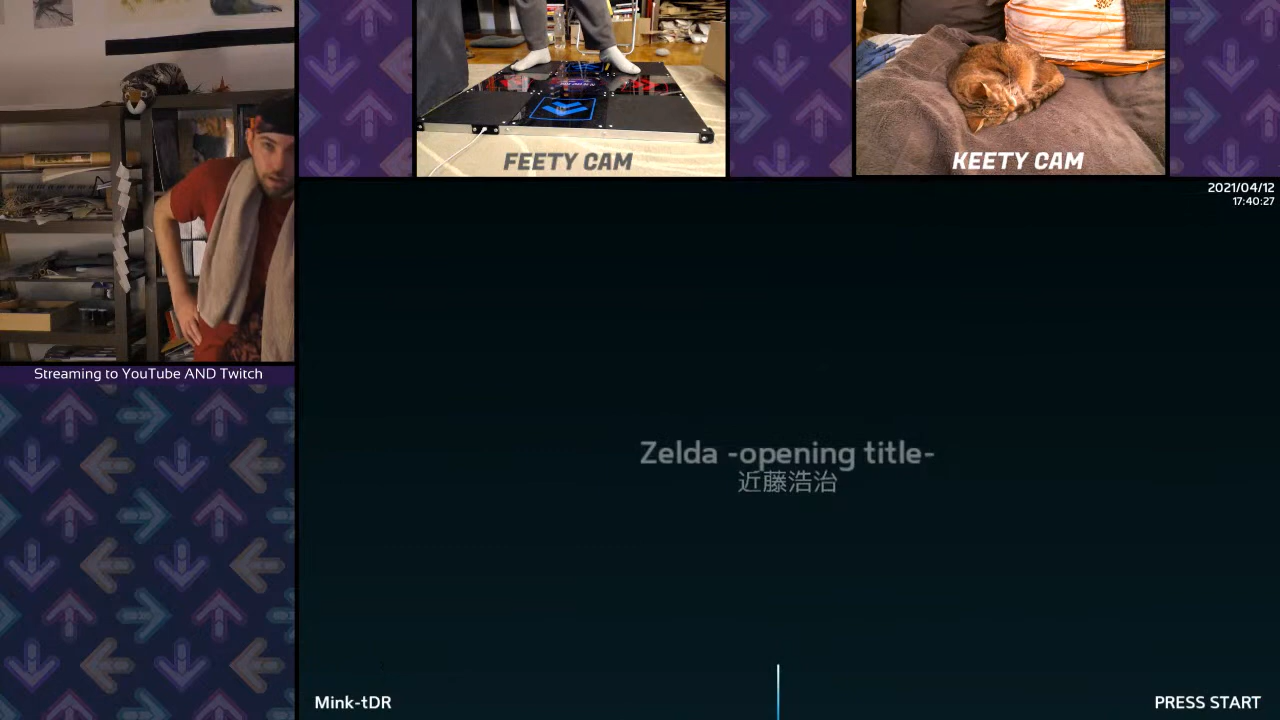 FEETY CAM
KEETY CAM
2021/04/12
17:40:27
Streaming to YouTube AND Twitch
Zelda -opening title-
近藤浩治
Mink-tDR
PRESS START